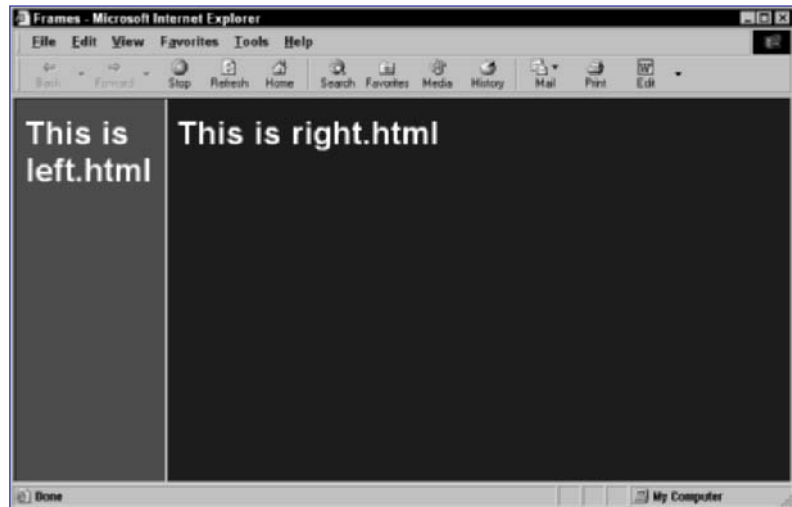 Frames - Microsoft Internet Explorer
File Edit View Favorites Tools Help
Back Forward Stop Refresh Home Search Favorites Media History Mail Print Edit
This is
left.html
This is right.html
Done
My Computer